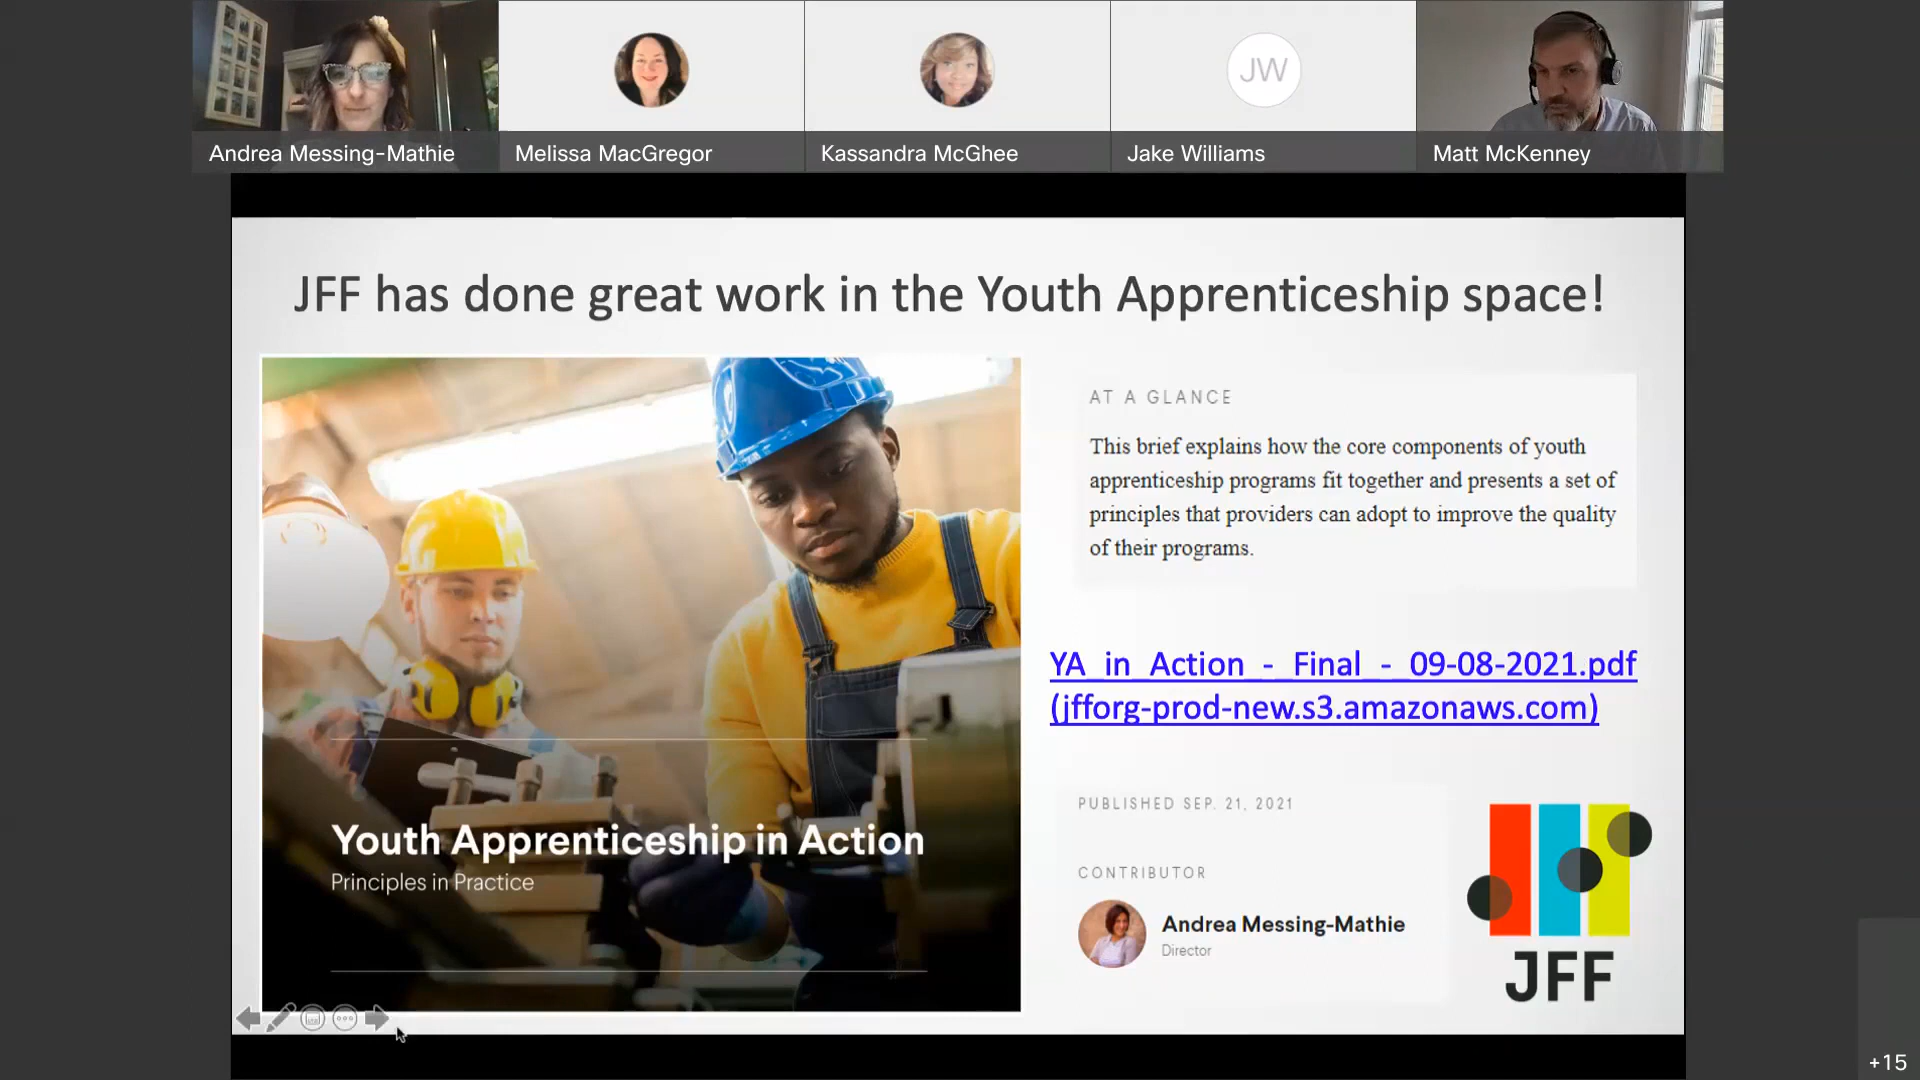 Andrea Messing-Mathie
Melissa MacGregor
Kassandra McGhee
JW
Jake Williams
Matt McKenney
JFF has done great work in the Youth Apprenticeship space!
AT A GLANCE
This brief explains how the core components of youth
apprenticeship programs fit together and presents a set of
principles that providers can adopt to improve the quality
of their programs.
YA_in_Action_-_Final_-_09-08-2021.pdf
(jfforg-prod-new.s3.amazonaws.com)
Youth Apprenticeship in Action
Principles in Practice
PUBLISHED SEP. 21, 2021
CONTRIBUTOR
Andrea Messing-Mathie
Director
JFF
+15